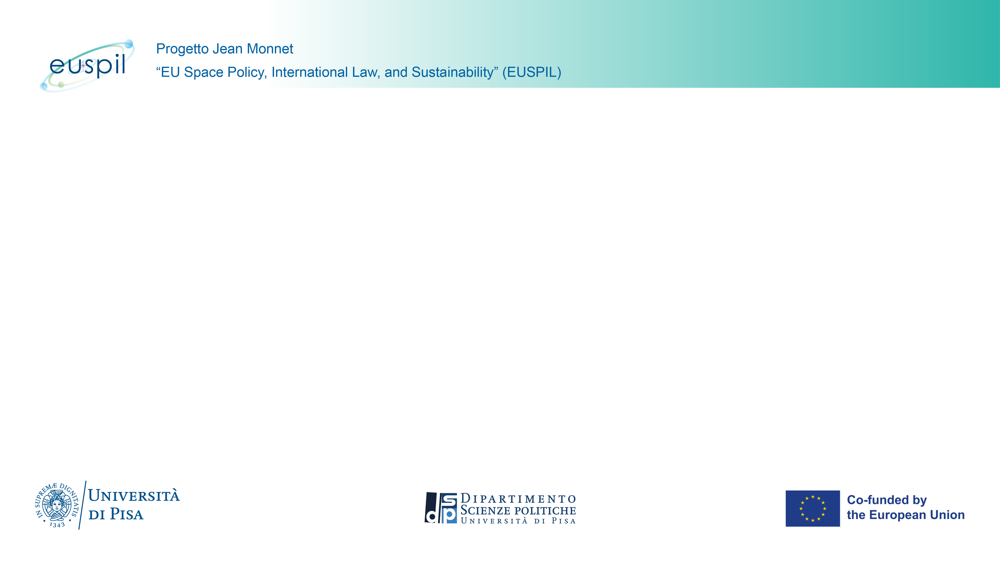 euspil
Progetto Jean Monnet
“EU Space Policy, International Law, and Sustainability” (EUSPIL)
IN SUPREMÆ DIGNITATIS
· 1343 ·
UNIVERSITÀ
DI PISA
dsp
DIPARTIMENTO
SCIENZE POLITICHE
UNIVERSITÀ DI PISA
Co-funded by
the European Union